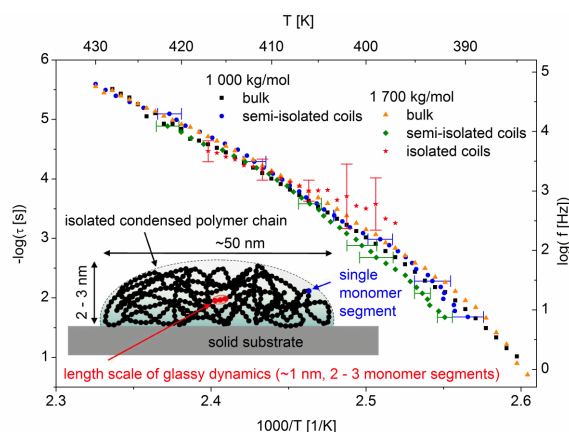 T [K]
430 420 410 400 390
1 000 kg/mol
bulk
semi-isolated coils
1 700 kg/mol
bulk
semi-isolated coils
isolated coils
-log(τ [s])
-6
5
4
3
2
1
log( f [Hz])
5
4
3
2
1
0
isolated condensed polymer chain
~50 nm
2 - 3 nm
single
monomer
segment
solid substrate
length scale of glassy dynamics (~1 nm, 2 - 3 monomer segments)
2.3 2.4 2.5 2.6
1000/T [1/K]